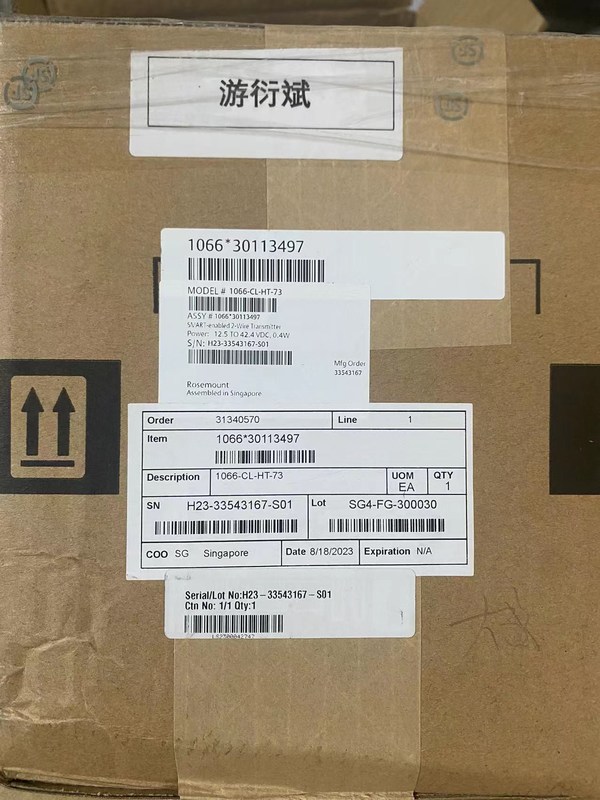 游衍斌
1066*30113497
MODEL # 1066-CL-HT-73
ASSY # 1066*30113497
SMART-enabled 2-Wire Transmitter
Power: 12.5 TO 42.4 VDC, 0.4W
S/N: H23-33543167-S01
Mfg Order
33543167
Rosemount
Assembled in Singapore
Order 31340570 Line 1
Item 1066*30113497
Description 1066-CL-HT-73 UOM EA QTY 1
SN H23-33543167-S01 Lot SG4-FG-300030
COO SG Singapore Date 8/18/2023 Expiration N/A
Serial/Lot No:H23-33543167-S01
Ctn No: 1/1 Qty:1